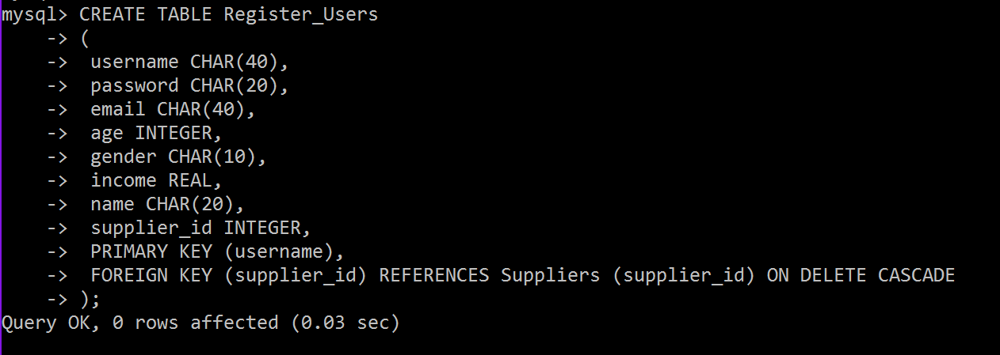 mysql> CREATE TABLE Register_Users
    -> (
    ->  username CHAR(40),
    ->  password CHAR(20),
    ->  email CHAR(40),
    ->  age INTEGER,
    ->  gender CHAR(10),
    ->  income REAL,
    ->  name CHAR(20),
    ->  supplier_id INTEGER,
    ->  PRIMARY KEY (username),
    ->  FOREIGN KEY (supplier_id) REFERENCES Suppliers (supplier_id) ON DELETE CASCADE
    -> );
Query OK, 0 rows affected (0.03 sec)